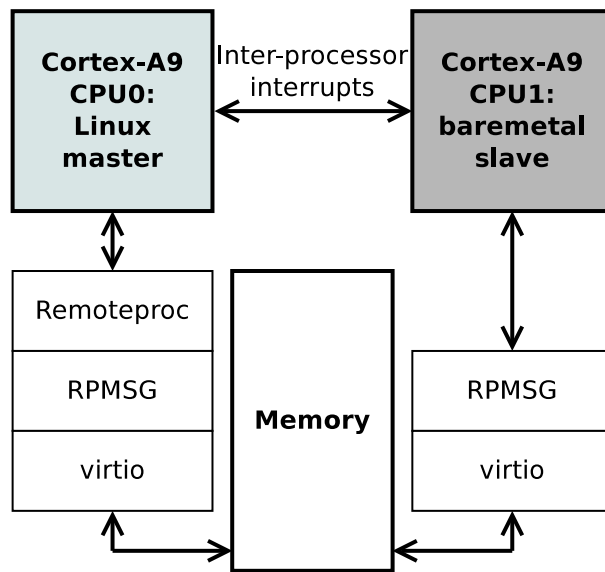 Cortex-A9
CPU0:
Linux
master
Inter-processor
interrupts
Cortex-A9
CPU1:
baremetal
slave
Remoteproc
RPMSG
virtio
Memory
RPMSG
virtio